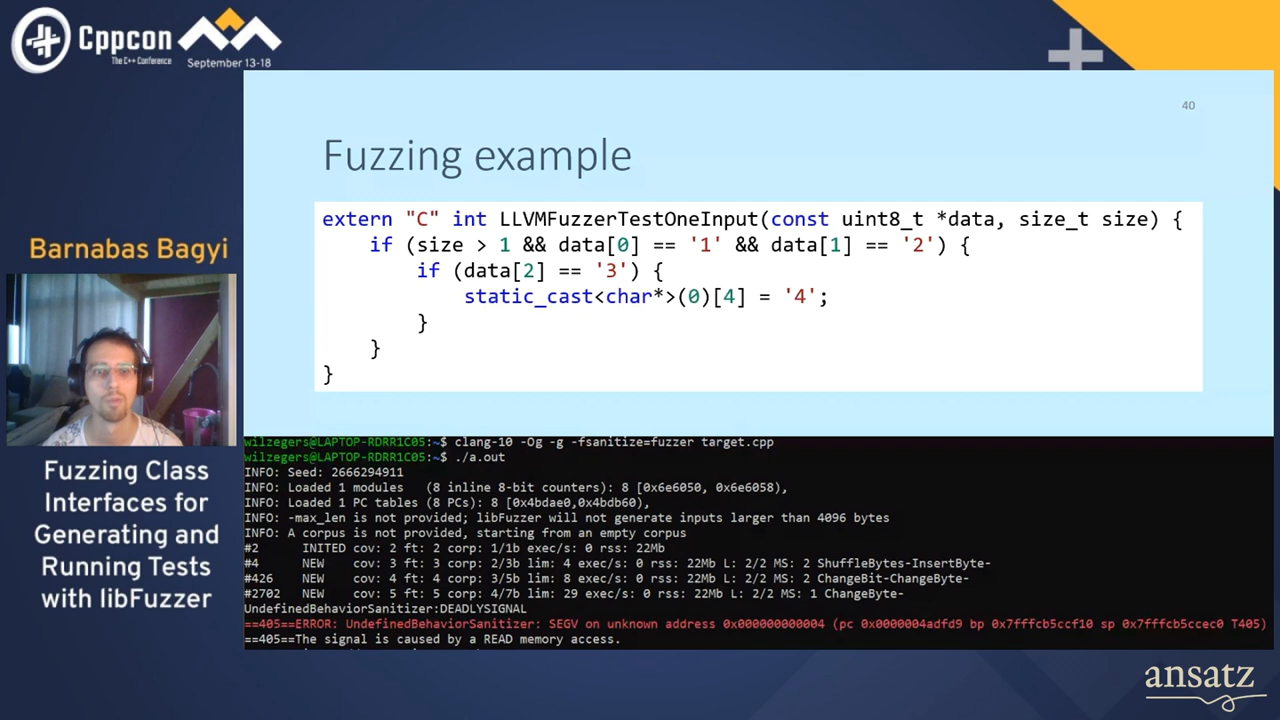 Cppcon
The C++ Conference
September 13-18
40
Fuzzing example
extern "C" int LLVMFuzzerTestOneInput(const uint8_t *data, size_t size) {
if (size > 1 && data[0] == '1' && data[1] == '2') {
if (data[2] == '3') {
static_cast<char*>(0)[4] = '4';
}
}
}
Barnabas Bagyi
Fuzzing Class
Interfaces for
Generating and
Running Tests
with libFuzzer
wilzegers@LAPTOP-RDRR1C05:~$ clang-10 -Og -g -fsanitize=fuzzer target.cpp
wilzegers@LAPTOP-RDRR1C05:~$ ./a.out
INFO: Seed: 2666294911
INFO: Loaded 1 modules   (8 inline 8-bit counters): 8 [0x6e6050, 0x6e6058),
INFO: Loaded 1 PC tables (8 PCs): 8 [0x4bdae0,0x4bdb60),
INFO: -max_len is not provided; libFuzzer will not generate inputs larger than 4096 bytes
INFO: A corpus is not provided, starting from an empty corpus
#2      INITED cov: 2 ft: 2 corp: 1/1b exec/s: 0 rss: 22Mb
#4      NEW    cov: 3 ft: 3 corp: 2/3b lim: 4 exec/s: 0 rss: 22Mb L: 2/2 MS: 2 ShuffleBytes-InsertByte-
#426    NEW    cov: 4 ft: 4 corp: 3/5b lim: 8 exec/s: 0 rss: 22Mb L: 2/2 MS: 2 ChangeBit-ChangeByte-
#2702   NEW    cov: 5 ft: 5 corp: 4/7b lim: 29 exec/s: 0 rss: 22Mb L: 2/2 MS: 1 ChangeByte-
UndefinedBehaviorSanitizer:DEADLYSIGNAL
==405==ERROR: UndefinedBehaviorSanitizer: SEGV on unknown address 0x000000000004 (pc 0x0000004adfd9 bp 0x7fffcb5ccf10 sp 0x7fffcb5ccec0 T405)
==405==The signal is caused by a READ memory access.
ansatz